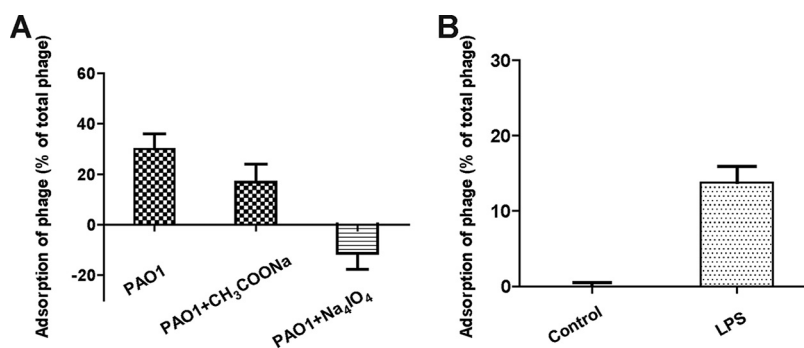 A
Adsorption of phage (% of total phage)
60
40
20
0
-20
PAO1
PAO1+CH₃COONa
PAO1+Na₄IO₄
B
Adsorption of phage (% of total phage)
30
20
10
0
Control
LPS